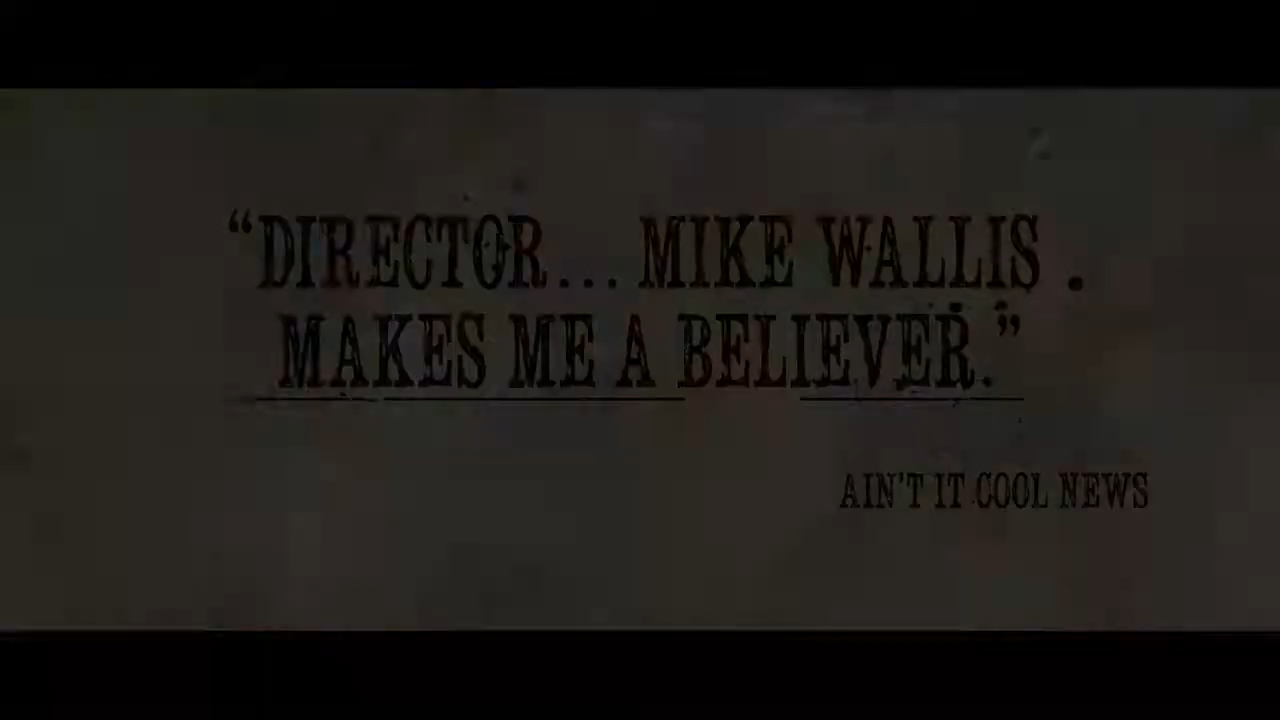 “DIRECTOR... MIKE WALLIS .
MAKES ME A BELIEVER.”
AIN'T IT COOL NEWS